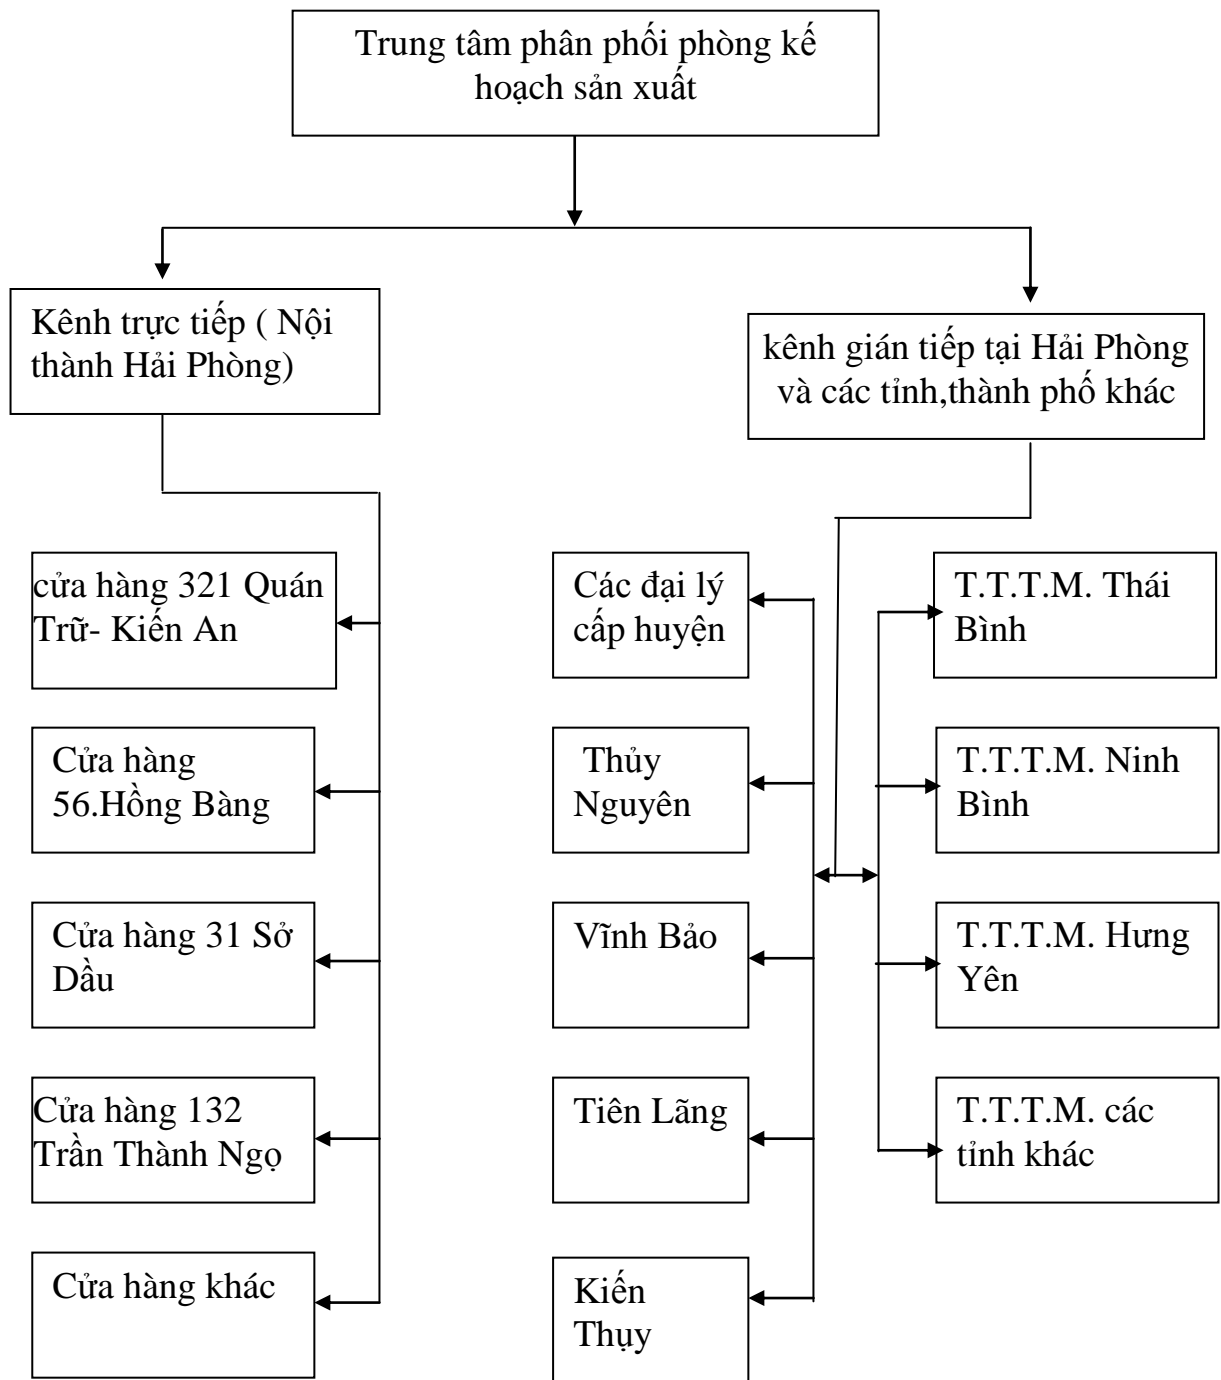 Trung tâm phân phối phòng kế
hoạch sản xuất
Kênh trực tiếp ( Nội
thành Hải Phòng)
kênh gián tiếp tại Hải Phòng
và các tỉnh,thành phố khác
cửa hàng 321 Quán
Trữ- Kiến An
Cửa hàng
56.Hồng Bàng
Cửa hàng 31 Sở
Dầu
Cửa hàng 132
Trần Thành Ngọ
Cửa hàng khác
Các đại lý
cấp huyện
Thủy
Nguyên
Vĩnh Bảo
Tiên Lãng
Kiến
Thụy
T.T.T.M. Thái
Bình
T.T.T.M. Ninh
Bình
T.T.T.M. Hưng
Yên
T.T.T.M. các
tỉnh khác